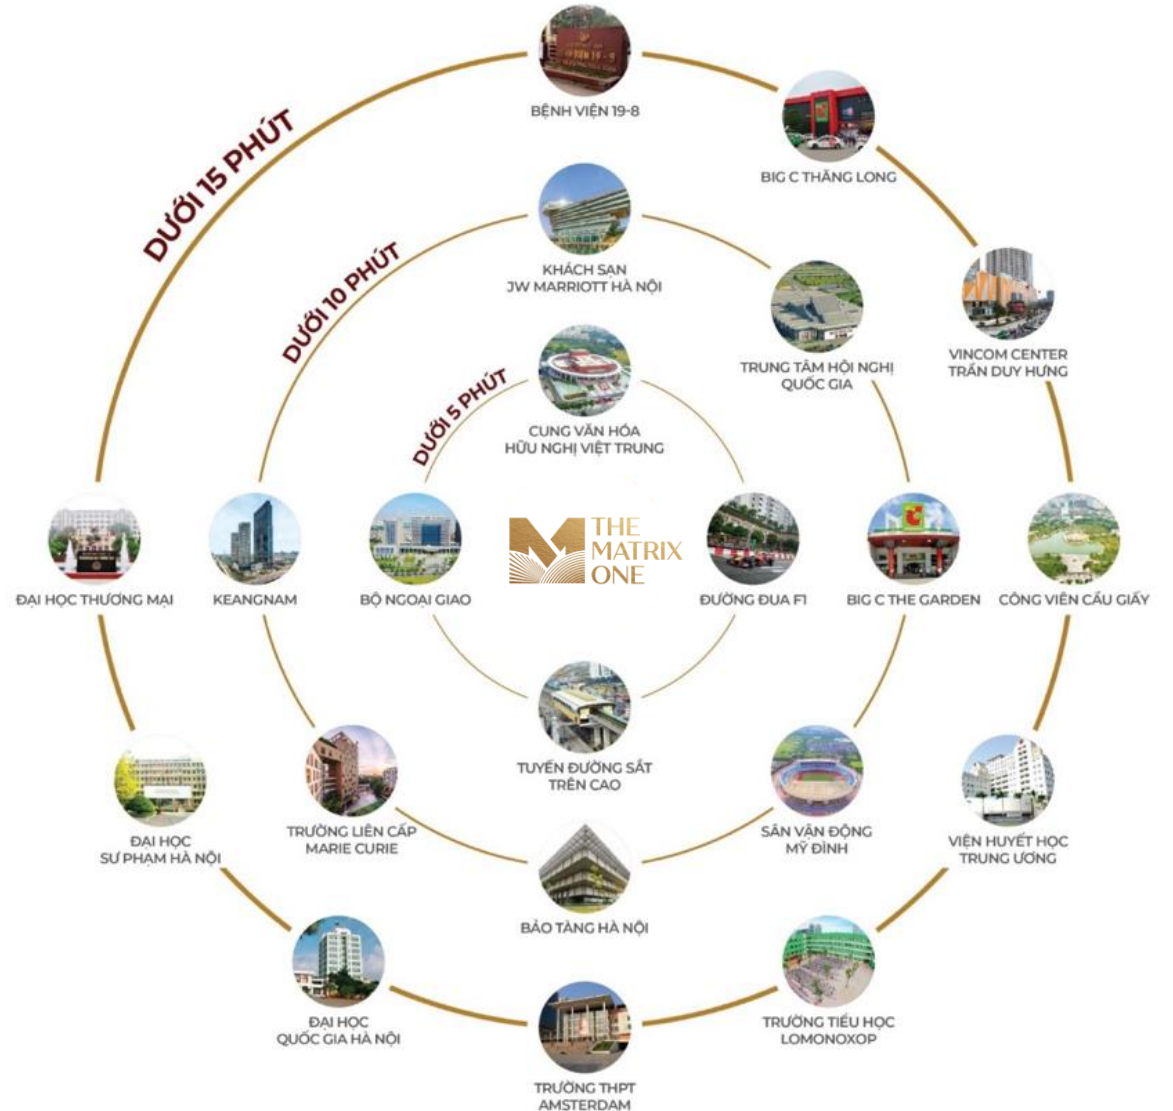 DƯỚI 15 PHÚT
BỆNH VIỆN 19-8
BIG C THĂNG LONG
DƯỚI 10 PHÚT
KHÁCH SẠN
JW MARRIOTT HÀ NỘI
TRUNG TÂM HỘI NGHỊ
QUỐC GIA
VINCOM CENTER
TRẦN DUY HƯNG
DƯỚI 5 PHÚT
CUNG VĂN HÓA
HỮU NGHỊ VIỆT TRUNG
THE
MATRIX
ONE
ĐẠI HỌC THƯƠNG MẠI
KEANGNAM
BỘ NGOẠI GIAO
ĐƯỜNG ĐUA F1
BIG C THE GARDEN
CÔNG VIÊN CẦU GIẤY
TUYẾN ĐƯỜNG SẮT
TRÊN CAO
ĐẠI HỌC
SƯ PHẠM HÀ NỘI
TRƯỜNG LIÊN CẤP
MARIE CURIE
SÂN VẬN ĐỘNG
MỸ ĐÌNH
VIỆN HUYẾT HỌC
TRUNG ƯƠNG
BẢO TÀNG HÀ NỘI
ĐẠI HỌC
QUỐC GIA HÀ NỘI
TRƯỜNG TIỂU HỌC
LOMONOXOP
TRƯỜNG THPT
AMSTERDAM